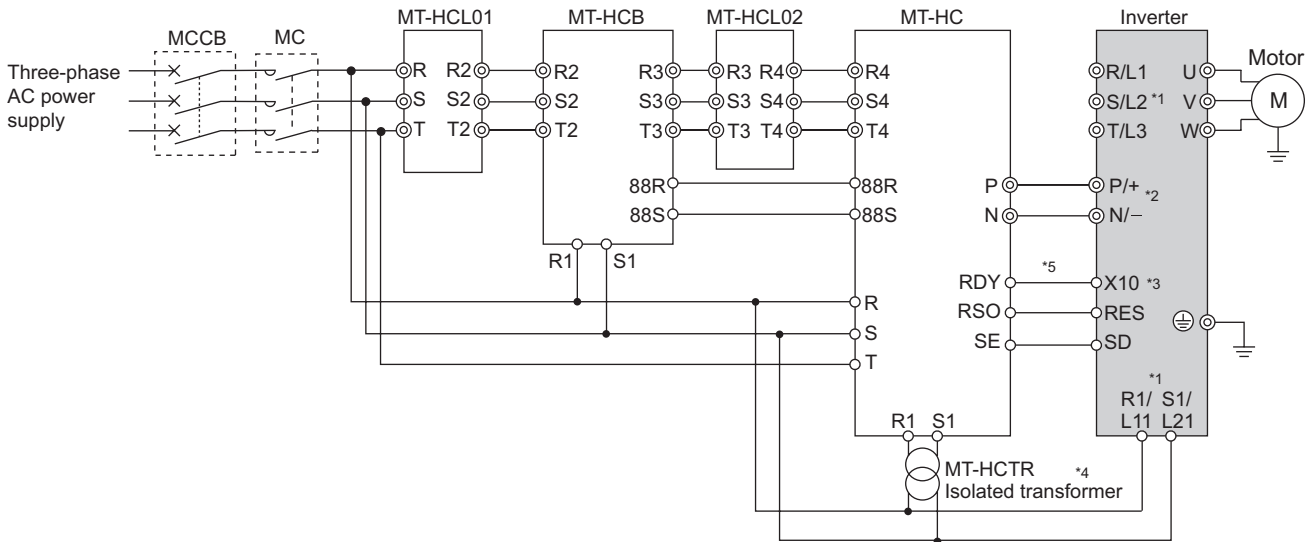 MT-HCL01 MT-HCB MT-HCL02 MT-HC Inverter
MCCB MC
Three-phase
AC power
supply
R R2 R2 R3 R3 R4 R4 R/L1 U Motor
S S2 S2 S3 S3 S4 S4 S/L2 *1 V M
T T2 T2 T3 T3 T4 T4 T/L3 W
88R 88R P P/+ *2
88S 88S N N/−
R1 S1
*5
RDY X10 *3
R
RSO RES
S
SE SD
T
*1
R1/ S1/
L11 L21
R1 S1
MT-HCTR *4
Isolated transformer